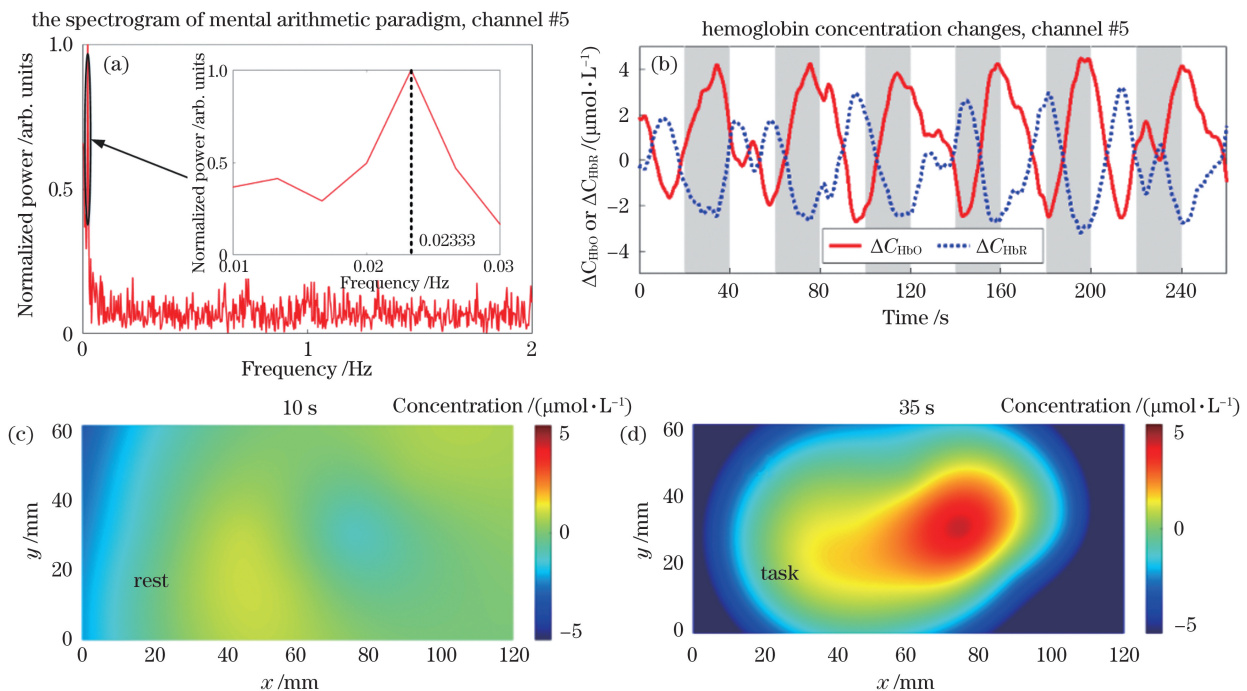 the spectrogram of mental arithmetic paradigm, channel #5
(a)
Normalized power /arb. units
1.0
0.5
0
0
1
2
Frequency /Hz
Normalized power /arb. units
1.0
0.5
0
0.02333
0.01
0.02
0.03
Frequency /Hz
hemoglobin concentration changes, channel #5
(b)
ΔC_HbO or ΔC_HbR /(μmol·L⁻¹)
4
2
0
−2
−4
ΔC_HbO
ΔC_HbR
0
40
80
120
160
200
240
Time /s
(c)
10 s
Concentration /(μmol·L⁻¹)
y /mm
60
40
20
0
rest
0
20
40
60
80
100
120
x /mm
5
0
−5
(d)
35 s
Concentration /(μmol·L⁻¹)
y /mm
60
40
20
0
task
0
20
40
60
80
100
120
x /mm
5
0
−5